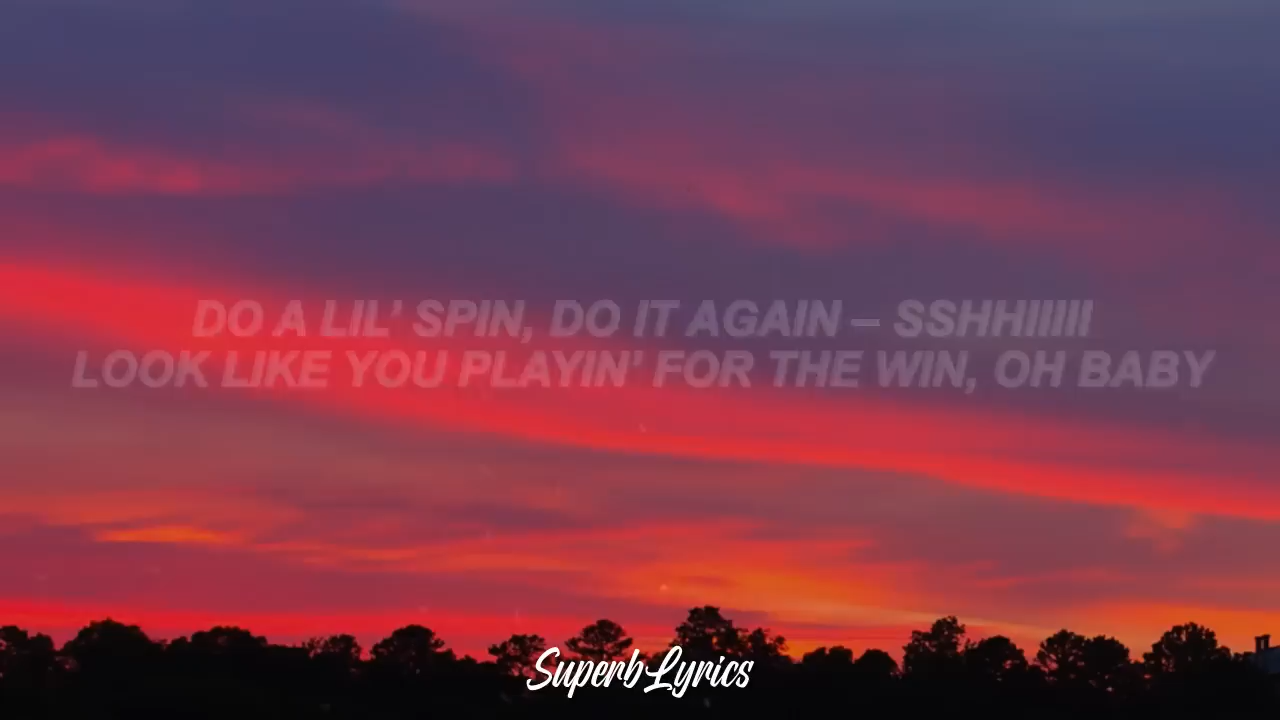 DO A LIL' SPIN, DO IT AGAIN – SSHHIIIII
LOOK LIKE YOU PLAYIN' FOR THE WIN, OH BABY
SuperbLyrics